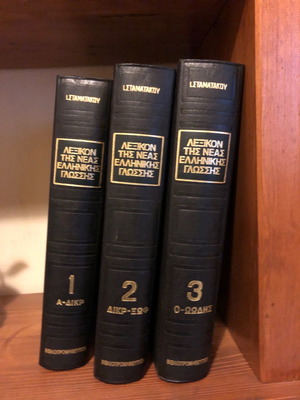 Ι.ΣΤΑΜΑΤΑΚΟΥ
ΛΕΞΙΚΟΝ
ΤΗΣ ΝΕΑΣ
ΕΛΛΗΝΙΚΗΣ
ΓΛΩΣΣΗΣ
1
Α-ΔΙΚΡ
Ι.ΣΤΑΜΑΤΑΚΟΥ
ΛΕΞΙΚΟΝ
ΤΗΣ ΝΕΑΣ
ΕΛΛΗΝΙΚΗΣ
ΓΛΩΣΣΗΣ
2
ΔΙΚΡ-ΞΩΦ
Ι.ΣΤΑΜΑΤΑΚΟΥ
ΛΕΞΙΚΟΝ
ΤΗΣ ΝΕΑΣ
ΕΛΛΗΝΙΚΗΣ
ΓΛΩΣΣΗΣ
3
Ο-ΩΩΔΗΣ